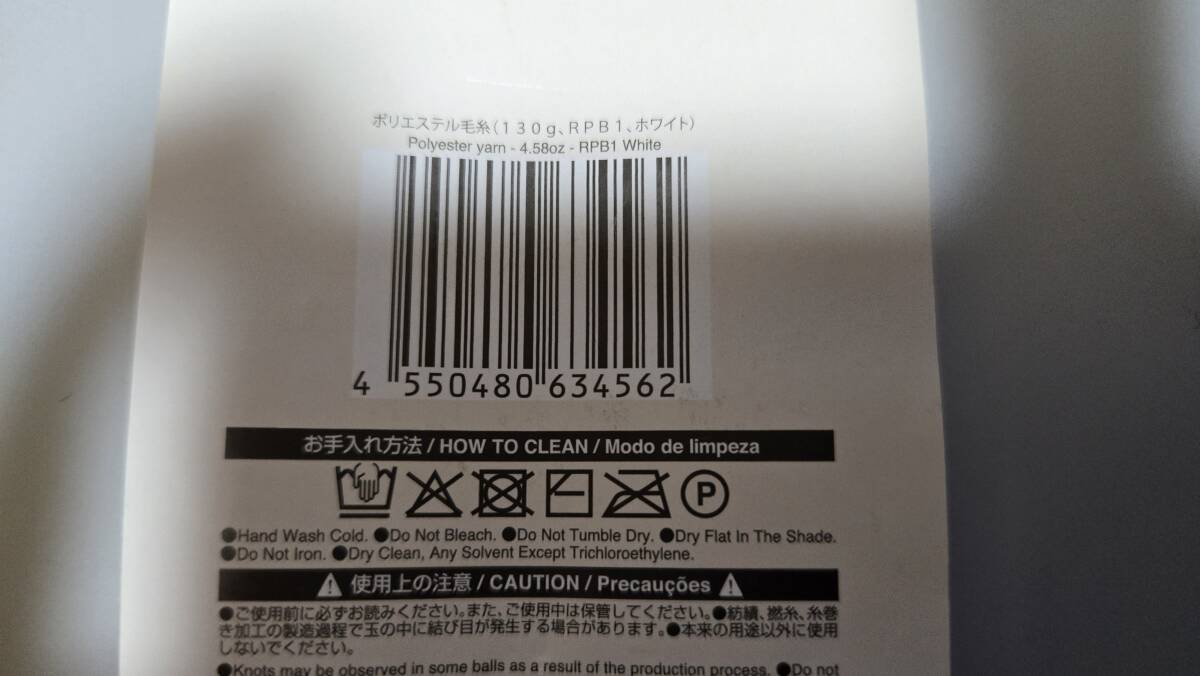 ポリエステル毛糸(130g、RPB1、ホワイト)
Polyester yarn - 4.58oz - RPB1 White
4 550480 634562
お手入れ方法 / HOW TO CLEAN / Modo de limpeza
P
●Hand Wash Cold. ●Do Not Bleach. ●Do Not Tumble Dry. ●Dry Flat In The Shade.
●Do Not Iron. ●Dry Clean, Any Solvent Except Trichloroethylene.
使用上の注意 / CAUTION / Precauções
●ご使用前に必ずお読みください。また、ご使用中は保管してください。●紡績、撚糸、糸巻
き加工の製造過程で玉の中に結び目が発生する場合があります。●本来の用途以外に使用
しないでください。
●Knots may be observed in some balls as a result of the production process. ●Do not